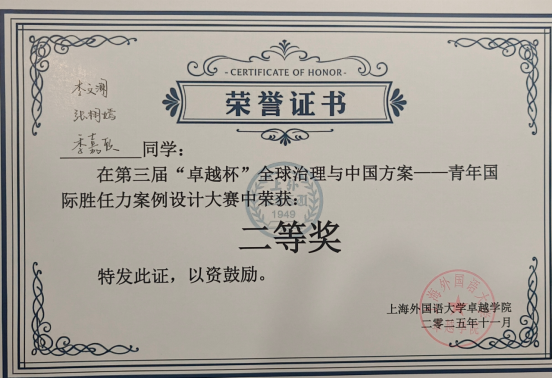 CERTIFICATE OF HONOR
荣誉证书
同学：
在第三届“卓越杯”全球治理与中国方案——青年国
际胜任力案例设计大赛中荣获：
1949
二等奖
特发此证，以资鼓励。
上海外国语大学卓越学院
二零二五年十一月